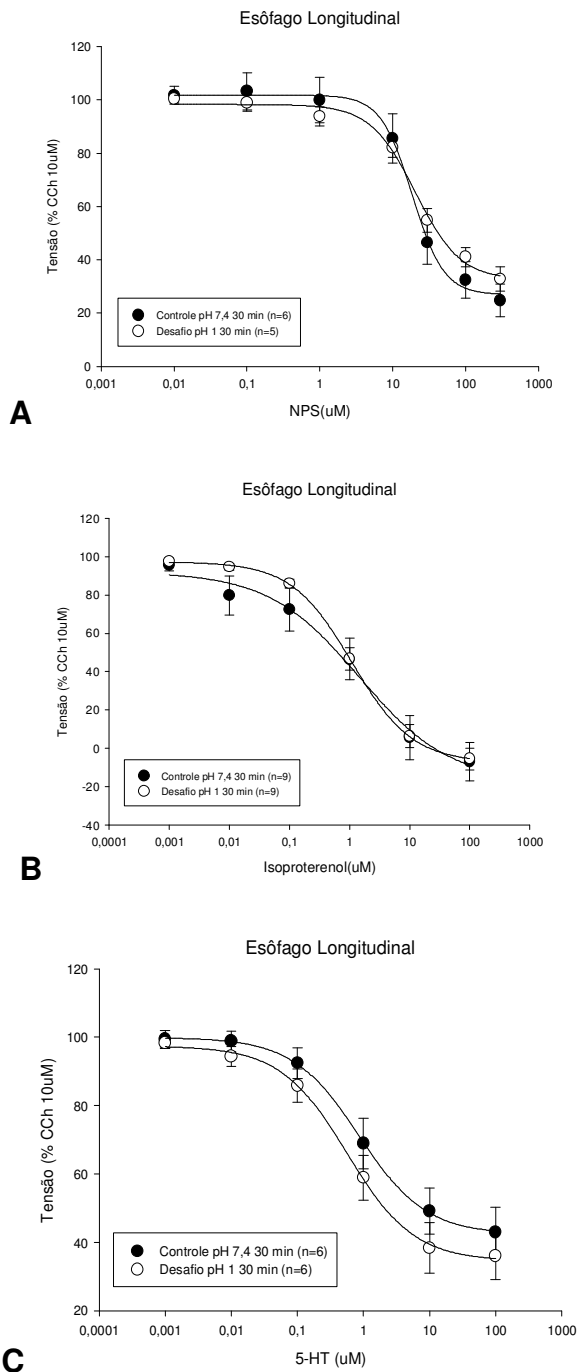 Esôfago Longitudinal
120
100
80
60
40
20
0
Tensão (% CCh 10uM)
Controle pH 7,4 30 min (n=6)
Desafio pH 1 30 min (n=5)
0,001 0,01 0,1 1 10 100 1000
NPS(uM)
A
Esôfago Longitudinal
120
100
80
60
40
20
0
-20
-40
Tensão (% CCh 10uM)
Controle pH 7,4 30 min (n=9)
Desafio pH 1 30 min (n=9)
0,0001 0,001 0,01 0,1 1 10 100 1000
Isoproterenol(uM)
B
Esôfago Longitudinal
120
100
80
60
40
20
Tensão (% CCh 10uM)
Controle pH 7,4 30 min (n=6)
Desafio pH 1 30 min (n=6)
0,0001 0,001 0,01 0,1 1 10 100 1000
5-HT (uM)
C